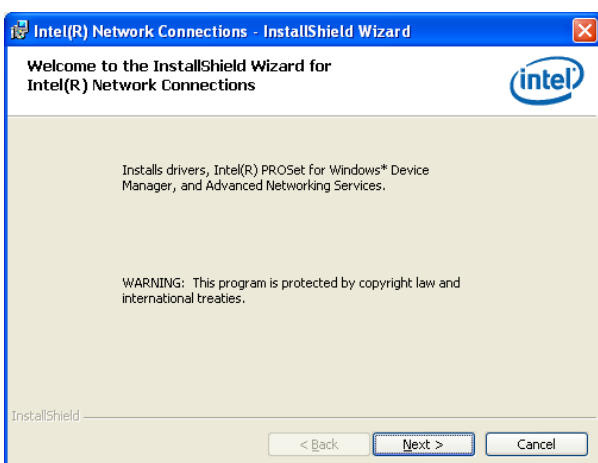 Intel(R) Network Connections - InstallShield Wizard
Welcome to the InstallShield Wizard for
Intel(R) Network Connections
intel
Installs drivers, Intel(R) PROSet for Windows* Device
Manager, and Advanced Networking Services.
WARNING: This program is protected by copyright law and
international treaties.
InstallShield
< Back
Next >
Cancel